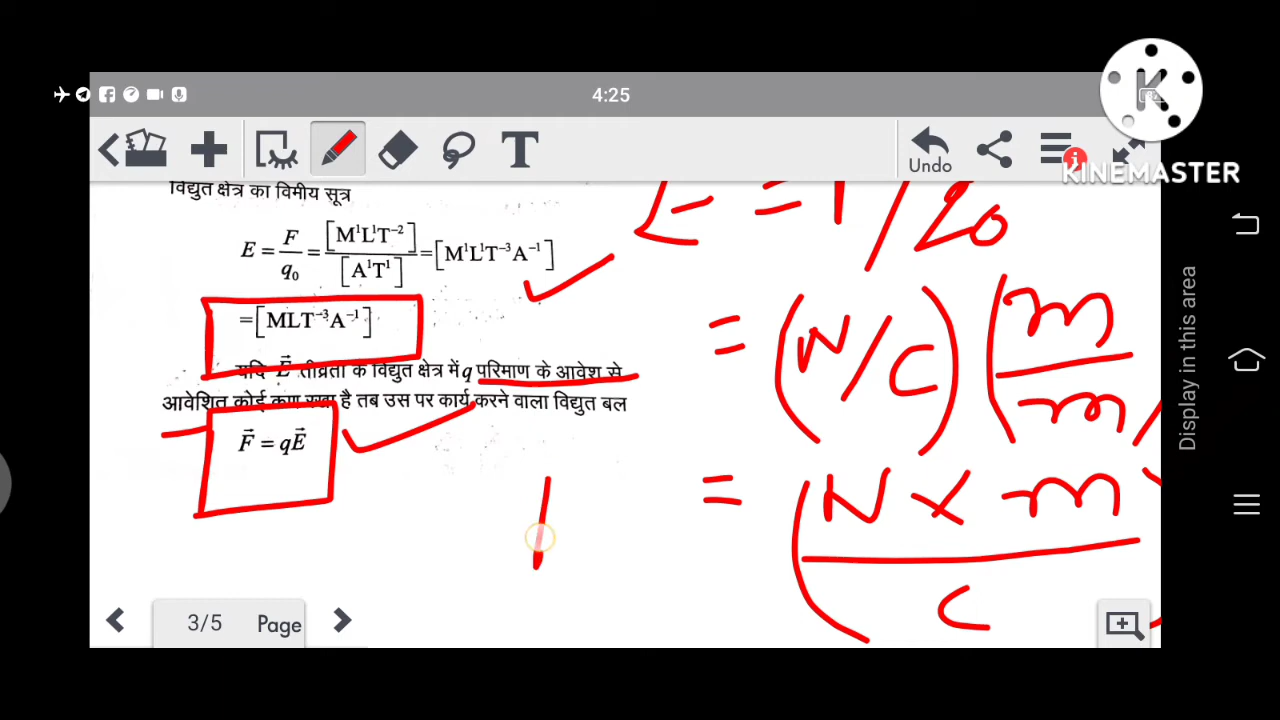 4:25
KINEMASTER
Undo
विद्युत क्षेत्र का विमीय सूत्र
E = F/q₀ = [M¹L¹T⁻²]/[A¹T¹] = [M¹L¹T⁻³A⁻¹]
= [MLT⁻³A⁻¹]
यदि E⃗ तीव्रता के विद्युत क्षेत्र में q परिमाण के आवेश से
आवेशित कोई कण रखा है तब उस पर कार्य करने वाला विद्युत बल
F⃗ = qE⃗
= (N/C) (m/m
= (N × m
C
3/5 Page
Display in this area